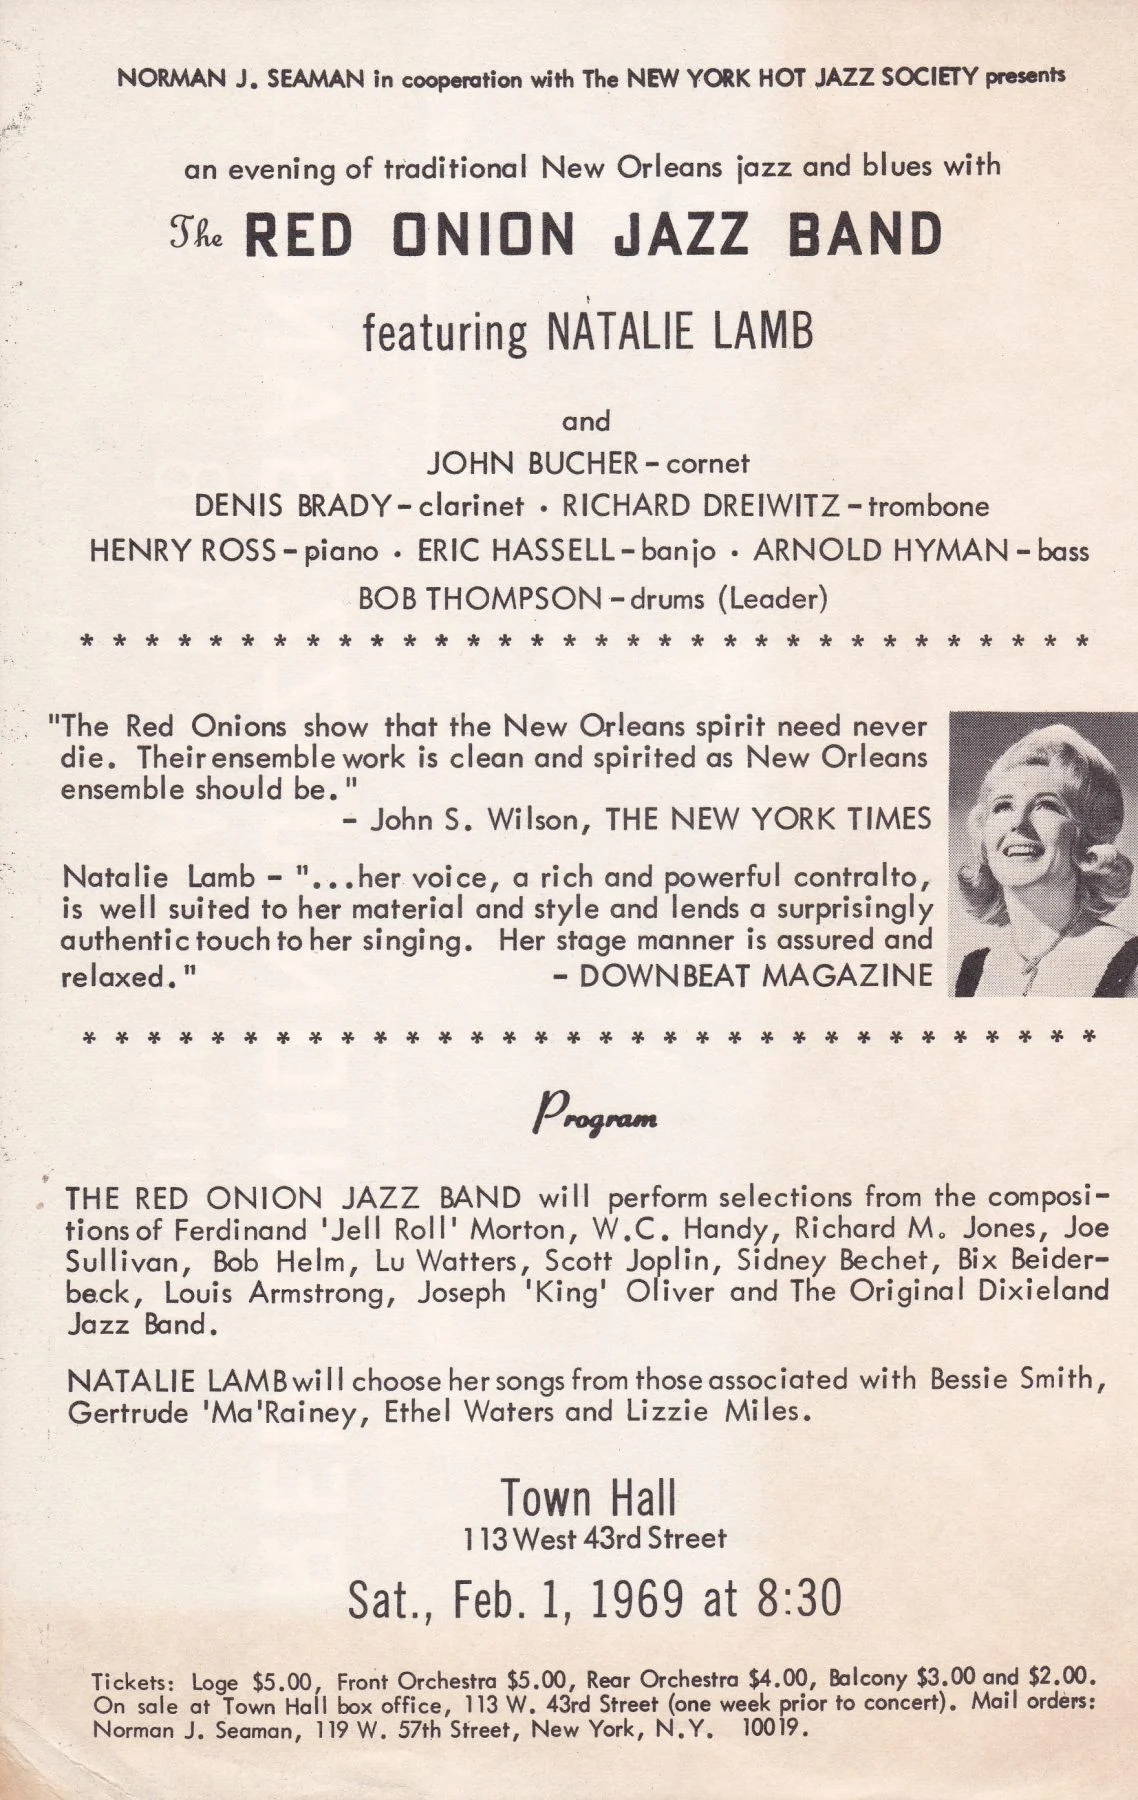 NORMAN J. SEAMAN in cooperation with The NEW YORK HOT JAZZ SOCIETY presents
an evening of traditional New Orleans jazz and blues with
The RED ONION JAZZ BAND
featuring NATALIE LAMB
and
JOHN BUCHER - cornet
DENIS BRADY - clarinet · RICHARD DREIWITZ - trombone
HENRY ROSS - piano · ERIC HASSELL - banjo · ARNOLD HYMAN - bass
BOB THOMPSON - drums (Leader)
* * * * * * * * * * * * * * * * * * * * * * * * * * * * * * * *
"The Red Onions show that the New Orleans spirit need never
die. Their ensemble work is clean and spirited as New Orleans
ensemble should be."
- John S. Wilson, THE NEW YORK TIMES
Natalie Lamb - "...her voice, a rich and powerful contralto,
is well suited to her material and style and lends a surprisingly
authentic touch to her singing. Her stage manner is assured and
relaxed." - DOWNBEAT MAGAZINE
* * * * * * * * * * * * * * * * * * * * * * * * * * * * * * * *
Program
THE RED ONION JAZZ BAND will perform selections from the composi-
tions of Ferdinand 'Jell Roll' Morton, W.C. Handy, Richard M. Jones, Joe
Sullivan, Bob Helm, Lu Watters, Scott Joplin, Sidney Bechet, Bix Beider-
beck, Louis Armstrong, Joseph 'King' Oliver and The Original Dixieland
Jazz Band.
NATALIE LAMB will choose her songs from those associated with Bessie Smith,
Gertrude 'Ma' Rainey, Ethel Waters and Lizzie Miles.
Town Hall
113 West 43rd Street
Sat., Feb. 1, 1969 at 8:30
Tickets: Loge $5.00, Front Orchestra $5.00, Rear Orchestra $4.00, Balcony $3.00 and $2.00.
On sale at Town Hall box office, 113 W. 43rd Street (one week prior to concert). Mail orders:
Norman J. Seaman, 119 W. 57th Street, New York, N.Y. 10019.